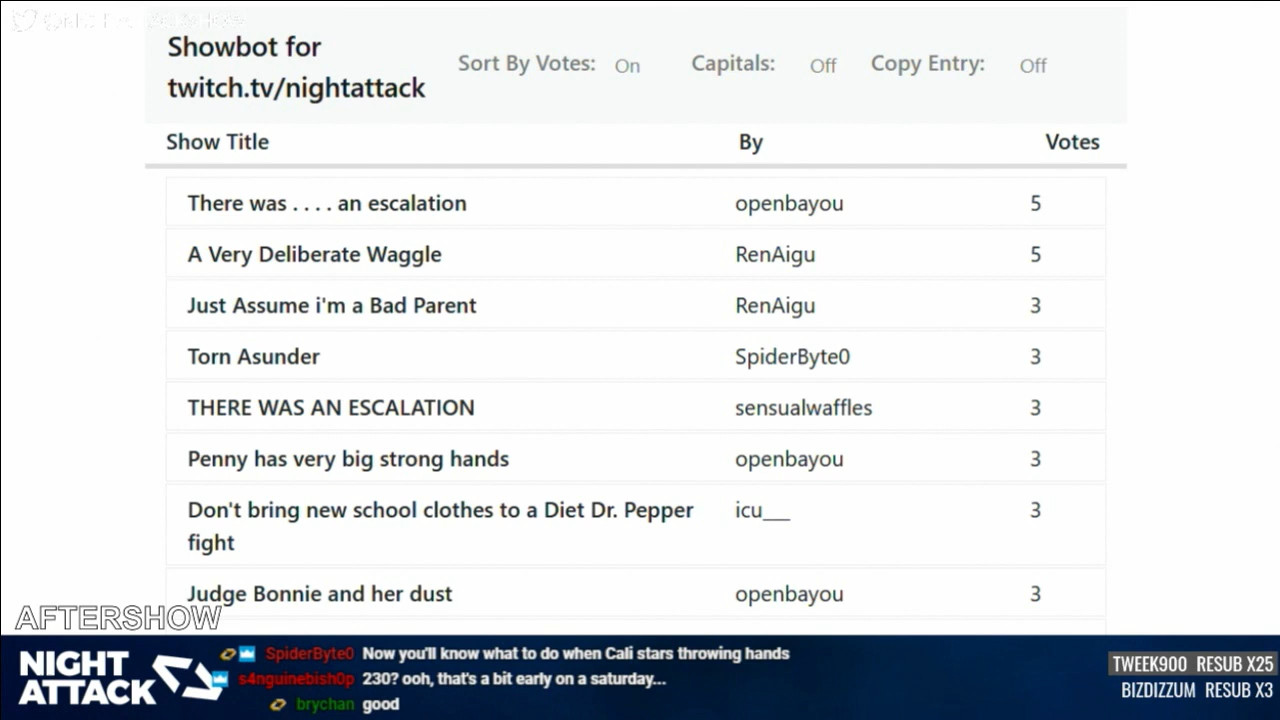 Showbot for
twitch.tv/nightattack
Sort By Votes: On Capitals: Off Copy Entry: Off
Show Title By Votes
There was . . . . an escalation openbayou 5
A Very Deliberate Waggle RenAigu 5
Just Assume i'm a Bad Parent RenAigu 3
Torn Asunder SpiderByte0 3
THERE WAS AN ESCALATION sensualwaffles 3
Penny has very big strong hands openbayou 3
Don't bring new school clothes to a Diet Dr. Pepper icu___ 3
fight
Judge Bonnie and her dust openbayou 3
AFTERSHOW
NIGHT
ATTACK
SpiderByte0 Now you'll know what to do when Cali stars throwing hands
s4nguinebish0p 230? ooh, that's a bit early on a saturday...
brychan good
TWEEK900 RESUB X25
BIZDIZZUM RESUB X3